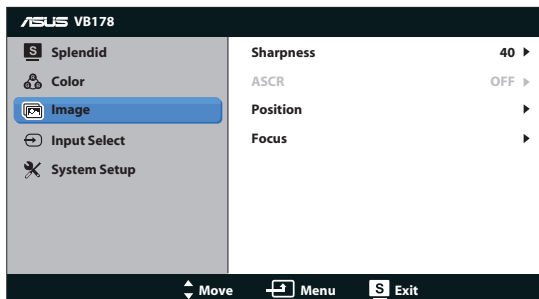 ASUS VB178
S Splendid
Color
Image
Input Select
System Setup
Sharpness 40
ASCR OFF
Position
Focus
Move Menu S Exit